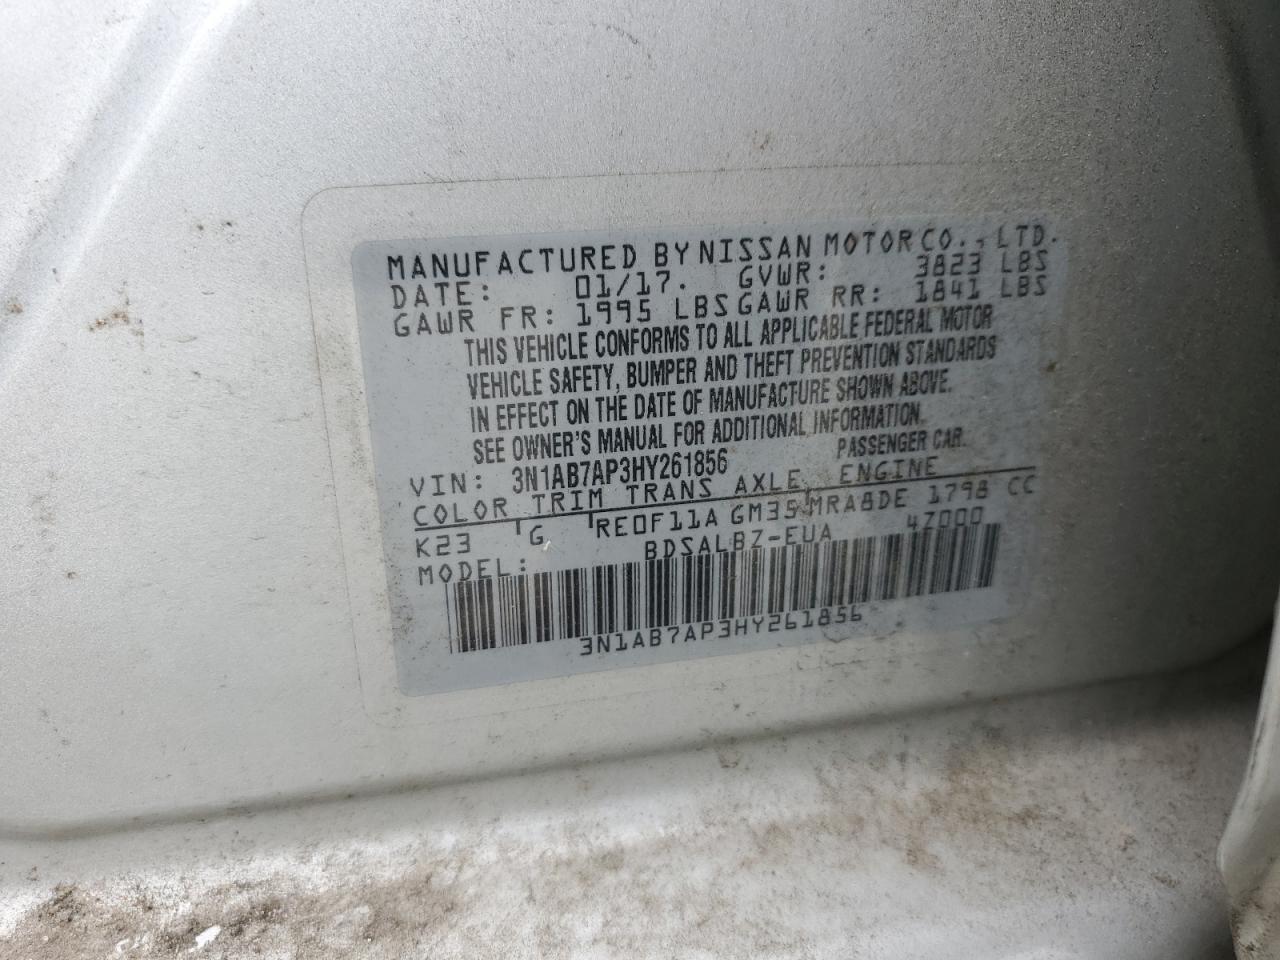 MANUFACTURED BY NISSAN MOTOR CO., LTD.
DATE: 01/17. GVWR: 3823 LBS
GAWR FR: 1995 LBS GAWR RR: 1841 LBS
THIS VEHICLE CONFORMS TO ALL APPLICABLE FEDERAL MOTOR
VEHICLE SAFETY, BUMPER AND THEFT PREVENTION STANDARDS
IN EFFECT ON THE DATE OF MANUFACTURE SHOWN ABOVE.
SEE OWNER'S MANUAL FOR ADDITIONAL INFORMATION.
VIN: 3N1AB7AP3HY261856 PASSENGER CAR.
COLOR TRIM TRANS AXLE ENGINE
K23 G RE0F11A GM35 MRA8DE 1798 CC
MODEL: BDSALBZ-EUA 47000
3N1AB7AP3HY261856